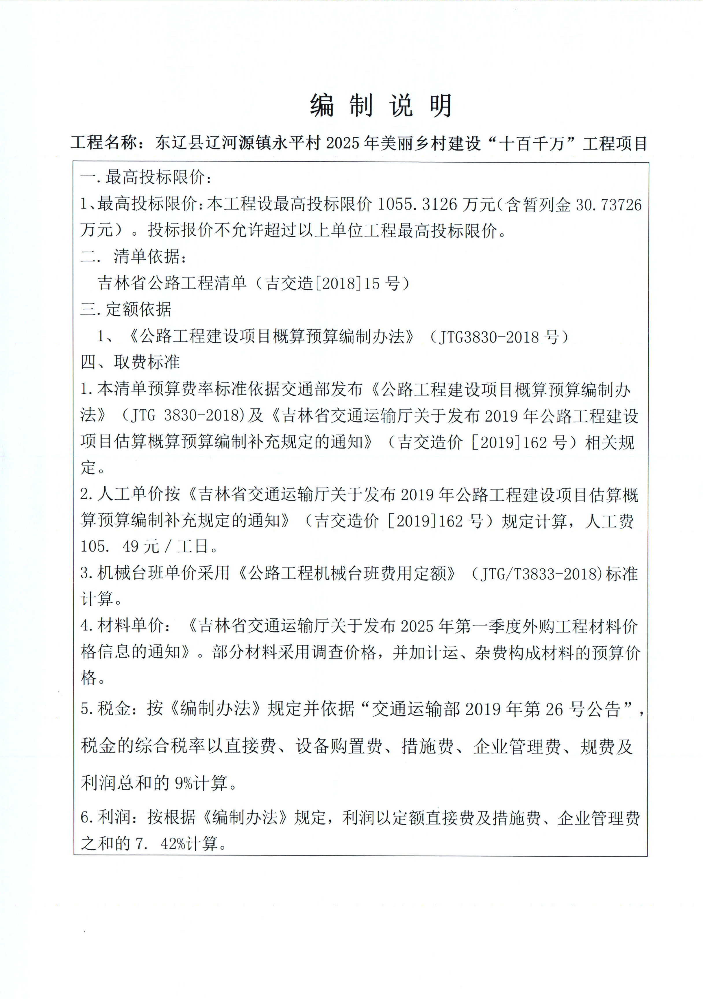 编 制 说 明
工程名称：东辽县辽河源镇永平村 2025 年美丽乡村建设“十百千万”工程项目
一.最高投标限价：
1、最高投标限价：本工程设最高投标限价 1055.3126 万元（含暂列金 30.73726
万元）。投标报价不允许超过以上单位工程最高投标限价。
二. 清单依据：
吉林省公路工程清单（吉交造[2018]15 号）
三.定额依据
1、《公路工程建设项目概算预算编制办法》（JTG3830-2018 号）
四、取费标准
1.本清单预算费率标准依据交通部发布《公路工程建设项目概算预算编制办
法》（JTG 3830-2018)及《吉林省交通运输厅关于发布 2019 年公路工程建设
项目估算概算预算编制补充规定的通知》（吉交造价［2019]162 号）相关规
定。
2.人工单价按《吉林省交通运输厅关于发布 2019 年公路工程建设项目估算概
算预算编制补充规定的通知》（吉交造价［2019]162 号）规定计算，人工费
105. 49 元／工日。
3.机械台班单价采用《公路工程机械台班费用定额》（JTG/T3833-2018)标准
计算。
4.材料单价：《吉林省交通运输厅关于发布 2025 年第一季度外购工程材料价
格信息的通知》。部分材料采用调查价格，并加计运、杂费构成材料的预算价
格。
5.税金：按《编制办法》规定并依据“交通运输部 2019 年第 26 号公告”，
税金的综合税率以直接费、设备购置费、措施费、企业管理费、规费及
利润总和的 9%计算。
6.利润：按根据《编制办法》规定，利润以定额直接费及措施费、企业管理费
之和的 7. 42%计算。